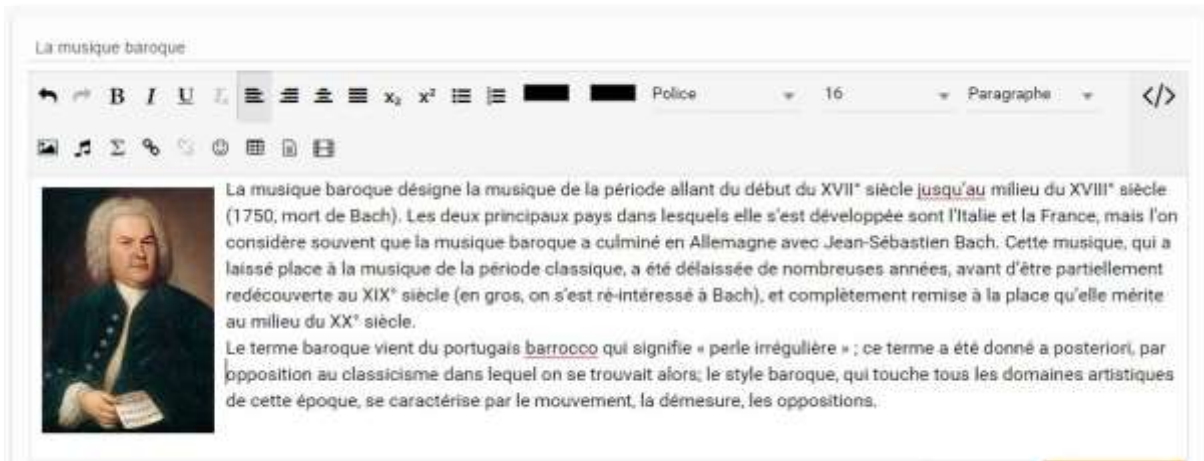 La musique baroque
B I U Ix x₂ x² Police 16 Paragraphe </>
Σ
La musique baroque désigne la musique de la période allant du début du XVII° siècle jusqu'au milieu du XVIII° siècle
(1750, mort de Bach). Les deux principaux pays dans lesquels elle s'est développée sont l'Italie et la France, mais l'on
considère souvent que la musique baroque a culminé en Allemagne avec Jean-Sébastien Bach. Cette musique, qui a
laissé place à la musique de la période classique, a été délaissée de nombreuses années, avant d'être partiellement
redécouverte au XIX° siècle (en gros, on s'est ré-intéressé à Bach), et complètement remise à la place qu'elle mérite
au milieu du XX° siècle.
Le terme baroque vient du portugais barrocco qui signifie « perle irrégulière » ; ce terme a été donné a posteriori, par
opposition au classicisme dans lequel on se trouvait alors; le style baroque, qui touche tous les domaines artistiques
de cette époque, se caractérise par le mouvement, la démesure, les oppositions.